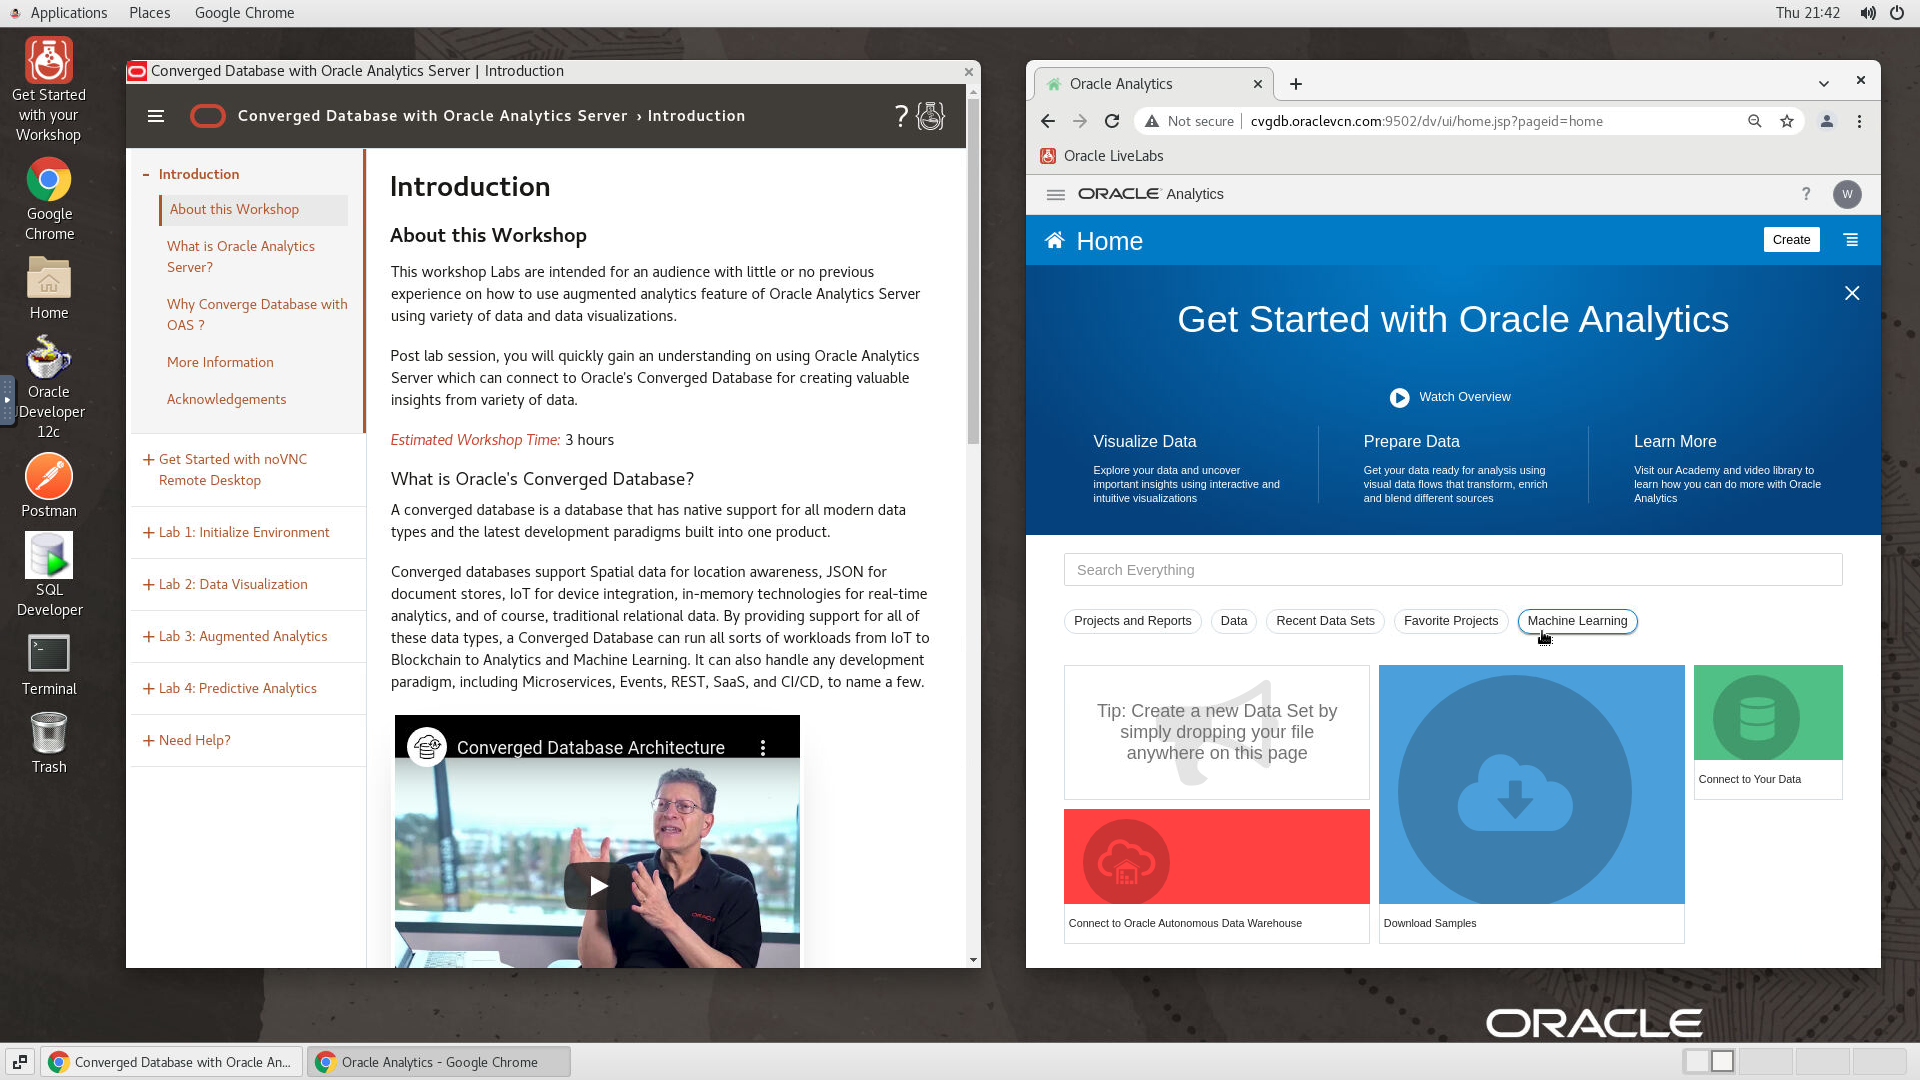 Applications
Places
Google Chrome
Thu 21:42
Get Started
with your
Workshop
Google
Chrome
Home
Oracle
JDeveloper
12c
Postman
SQL
Developer
Terminal
Trash
Converged Database with Oracle Analytics Server | Introduction
Converged Database with Oracle Analytics Server › Introduction
?
- Introduction
About this Workshop
What is Oracle Analytics
Server?
Why Converge Database with
OAS ?
More Information
Acknowledgements
+ Get Started with noVNC
Remote Desktop
+ Lab 1: Initialize Environment
+ Lab 2: Data Visualization
+ Lab 3: Augmented Analytics
+ Lab 4: Predictive Analytics
+ Need Help?
Introduction
About this Workshop
This workshop Labs are intended for an audience with little or no previous
experience on how to use augmented analytics feature of Oracle Analytics Server
using variety of data and data visualizations.
Post lab session, you will quickly gain an understanding on using Oracle Analytics
Server which can connect to Oracle's Converged Database for creating valuable
insights from variety of data.
Estimated Workshop Time: 3 hours
What is Oracle's Converged Database?
A converged database is a database that has native support for all modern data
types and the latest development paradigms built into one product.
Converged databases support Spatial data for location awareness, JSON for
document stores, IoT for device integration, in-memory technologies for real-time
analytics, and of course, traditional relational data. By providing support for all of
these data types, a Converged Database can run all sorts of workloads from IoT to
Blockchain to Analytics and Machine Learning. It can also handle any development
paradigm, including Microservices, Events, REST, SaaS, and CI/CD, to name a few.
Converged Database Architecture
ORACLE
Oracle Analytics
Not secure
cvgdb.oraclevcn.com:9502/dv/ui/home.jsp?pageid=home
Oracle LiveLabs
ORACLE Analytics
?
W
Home
Create
Get Started with Oracle Analytics
Watch Overview
Visualize Data
Explore your data and uncover
important insights using interactive and
intuitive visualizations
Prepare Data
Get your data ready for analysis using
visual data flows that transform, enrich
and blend different sources
Learn More
Visit our Academy and video library to
learn how you can do more with Oracle
Analytics
Search Everything
Projects and Reports
Data
Recent Data Sets
Favorite Projects
Machine Learning
Tip: Create a new Data Set by
simply dropping your file
anywhere on this page
Connect to Your Data
Connect to Oracle Autonomous Data Warehouse
Download Samples
ORACLE
Converged Database with Oracle An...
Oracle Analytics - Google Chrome